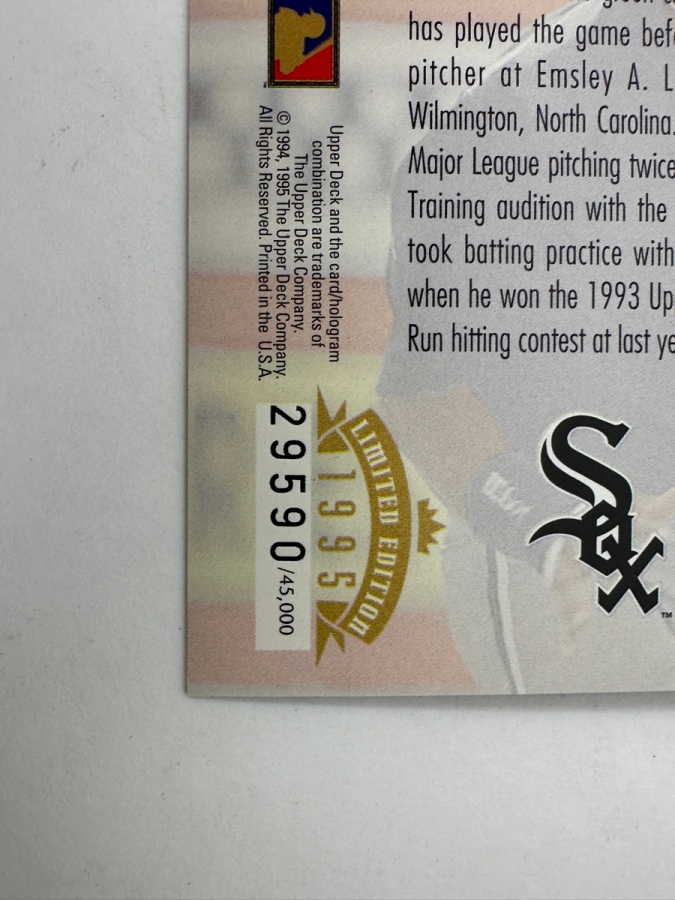 has played the game
pitcher at Emsley A.
Wilmington, North Carolina.
Major League pitching twice
Training audition with the
took batting practice with
when he won the 1993 Up
Run hitting contest at last ye
Upper Deck and the card/hologram
combination are trademarks of
The Upper Deck Company.
© 1994, 1995 The Upper Deck Company.
All Rights Reserved. Printed in the U.S.A.
LIMITED EDITION
1995
29590/45,000
Sox
TM